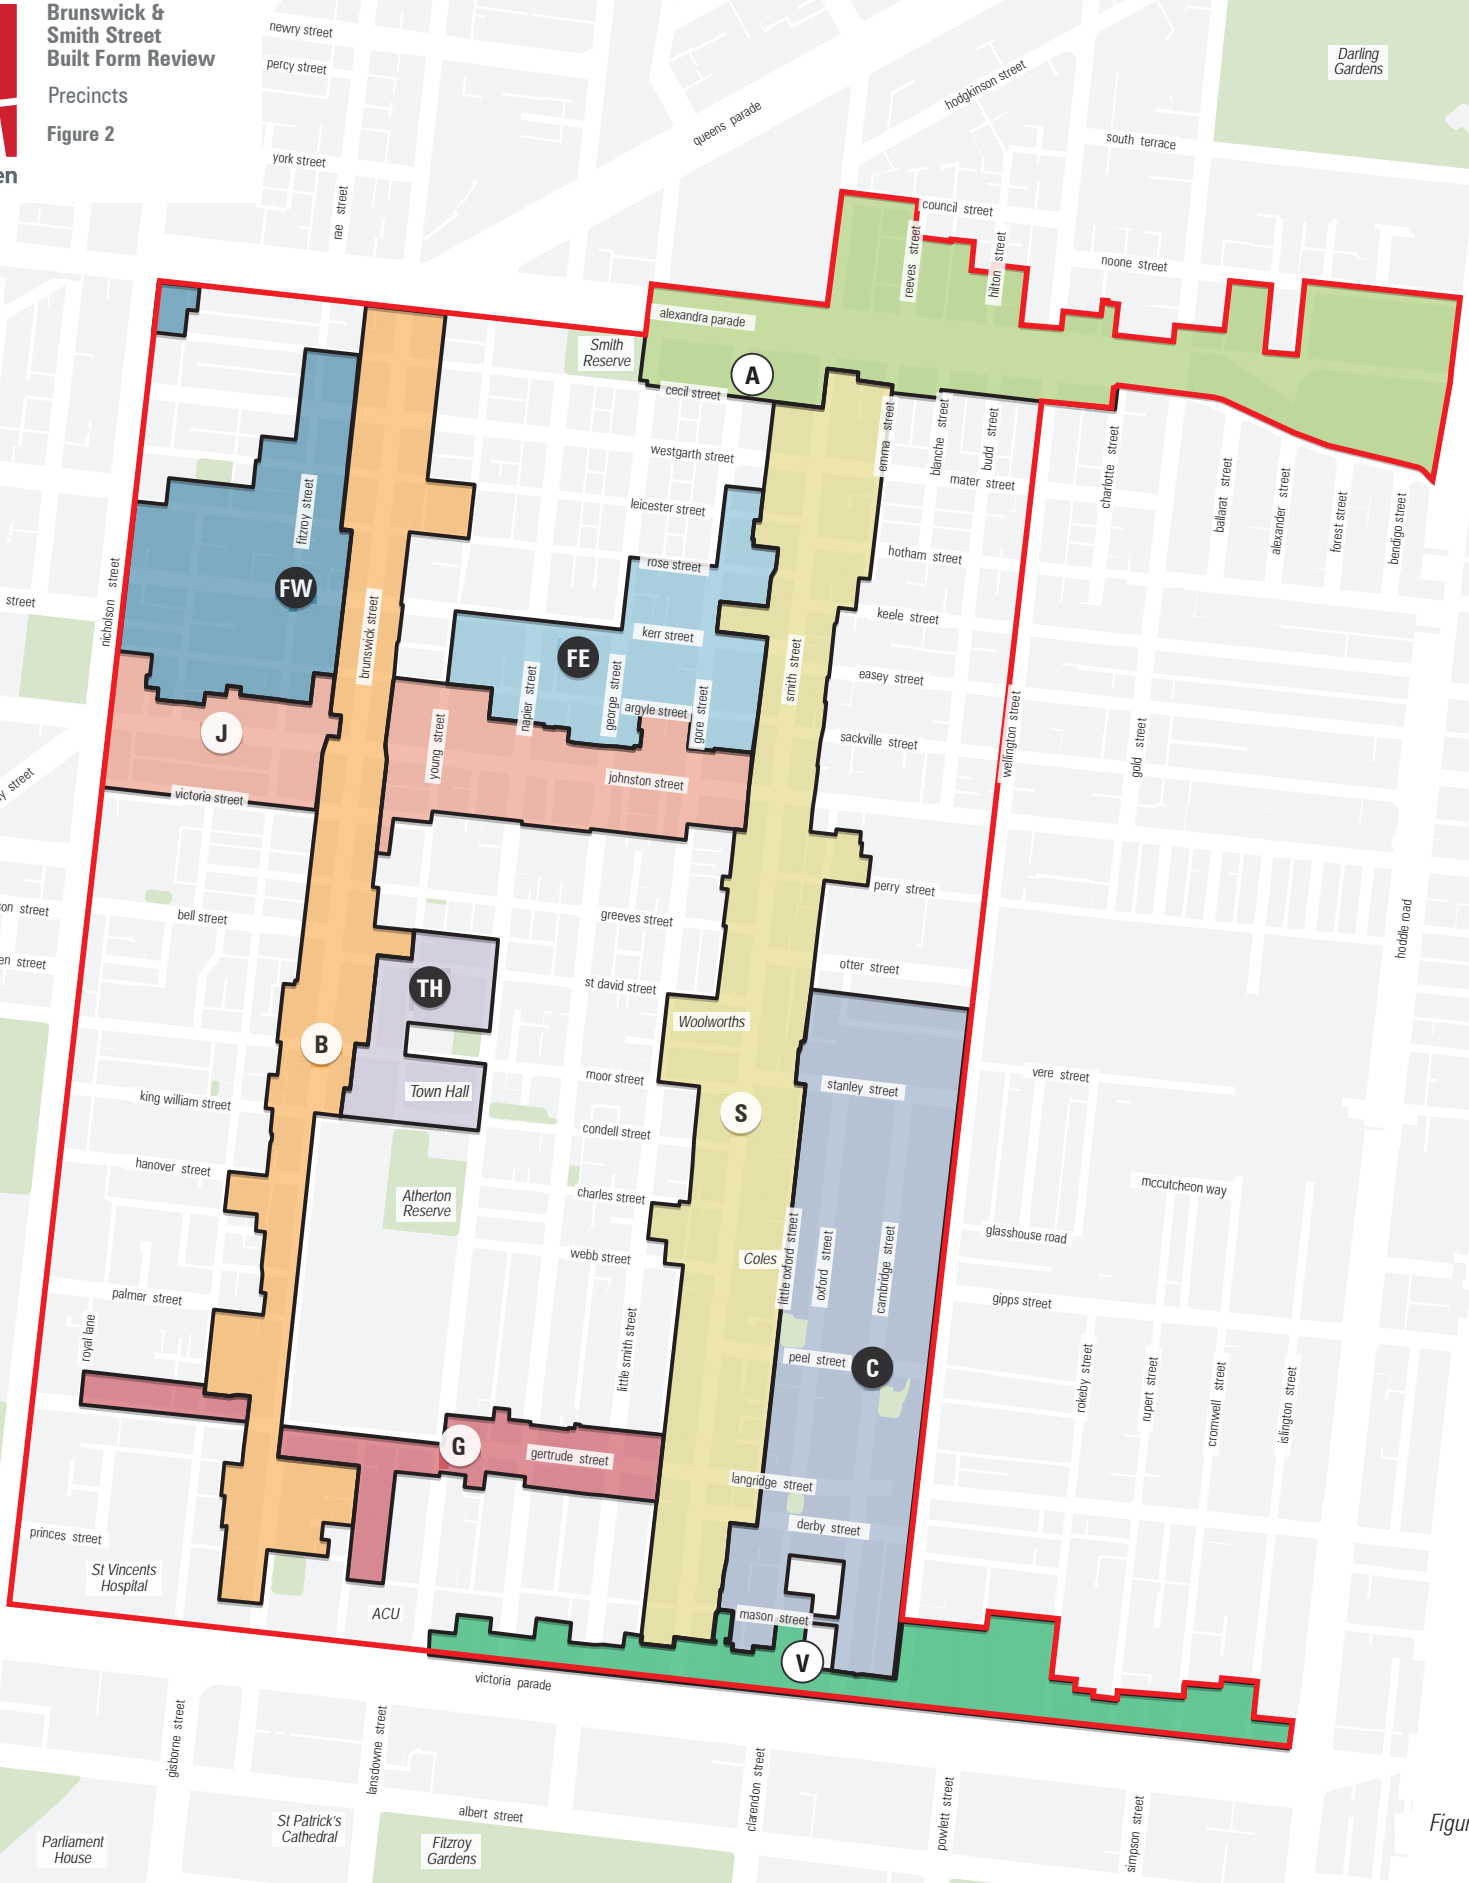 Brunswick &
Smith Street
Built Form Review
Precincts
Figure 2
en
newry street
percy street
york street
rae street
queens parade
hodgkinson street
Darling
Gardens
south terrace
council street
reeves street
hilton street
noone street
alexandra parade
Smith
Reserve
A
cecil street
westgarth street
leicester street
emma street
blanche street
budd street
mater street
charlotte street
ballarat street
alexander street
forest street
bendigo street
fitzroy street
FW
nicholson street
street
brunswick street
rose street
kerr street
FE
hotham street
keele street
smith street
easey street
napier street
george street
argyle street
gore street
J
young street
johnston street
sackville street
wellington street
gold street
y street
victoria street
perry street
hoddle road
son street
bell street
greeves street
en street
otter street
st david street
TH
Woolworths
B
moor street
Town Hall
stanley street
vere street
king william street
S
condell street
hanover street
Atherton
Reserve
charles street
mccutcheon way
webb street
Coles
little oxford street
oxford street
cambridge street
glasshouse road
palmer street
gipps street
royal lane
little smith street
peel street
C
rokeby street
rupert street
cromwell street
islington street
G
gertrude street
langridge street
derby street
princes street
St Vincents
Hospital
ACU
mason street
V
victoria parade
gisborne street
lansdowne street
clarendon street
powlett street
simpson street
albert street
St Patrick's
Cathedral
Fitzroy
Gardens
Parliament
House
Figur